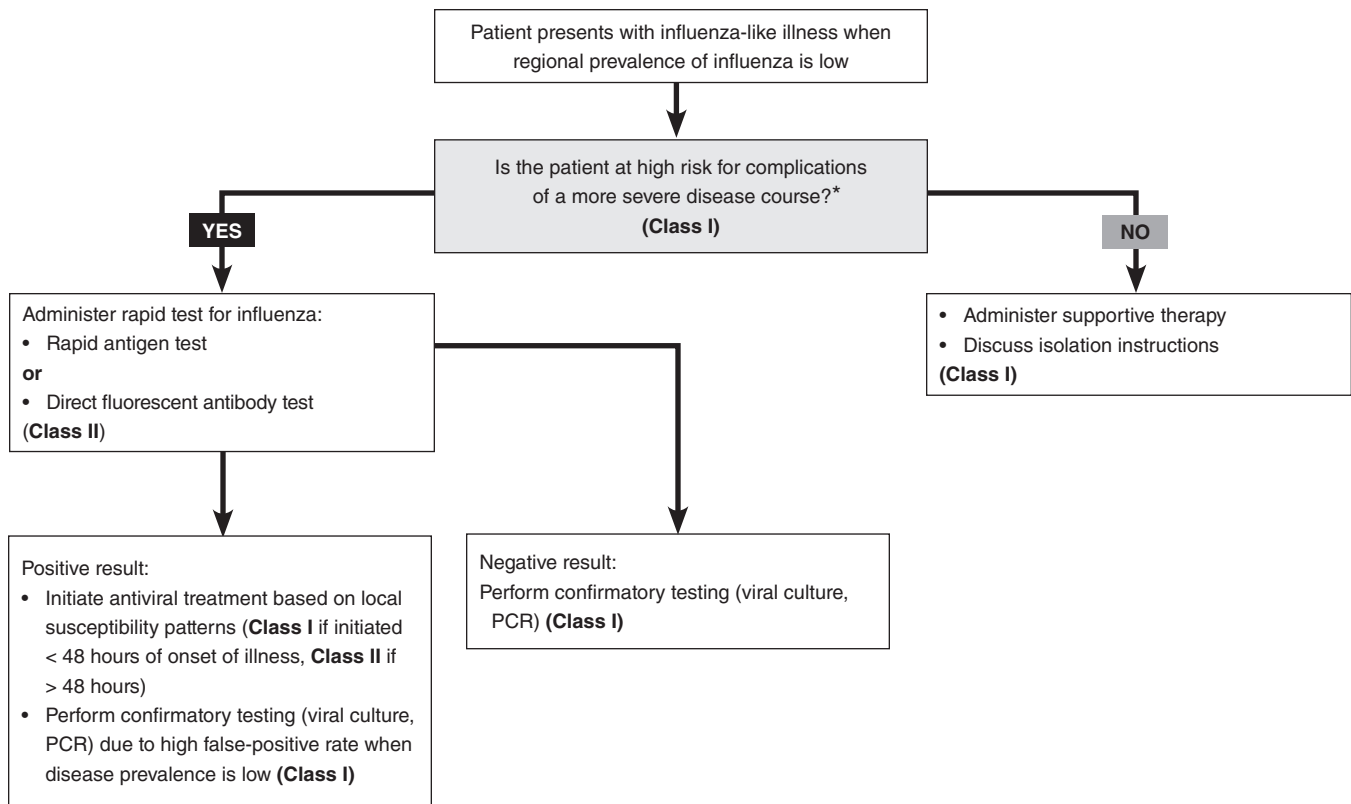 Patient presents with influenza-like illness when
regional prevalence of influenza is low
Is the patient at high risk for complications
of a more severe disease course?*
(Class I)
YES
NO
Administer rapid test for influenza:
• Rapid antigen test
or
• Direct fluorescent antibody test
(Class II)
• Administer supportive therapy
• Discuss isolation instructions
(Class I)
Positive result:
• Initiate antiviral treatment based on local
susceptibility patterns (Class I if initiated
< 48 hours of onset of illness, Class II if
> 48 hours)
• Perform confirmatory testing (viral culture,
PCR) due to high false-positive rate when
disease prevalence is low (Class I)
Negative result:
Perform confirmatory testing (viral culture,
PCR) (Class I)